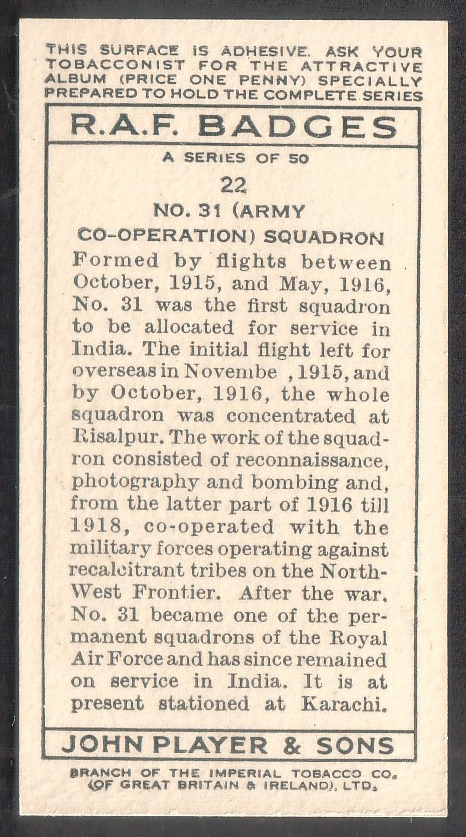 THIS SURFACE IS ADHESIVE. ASK YOUR
TOBACCONIST FOR THE ATTRACTIVE
ALBUM (PRICE ONE PENNY) SPECIALLY
PREPARED TO HOLD THE COMPLETE SERIES
R.A.F. BADGES
A SERIES OF 50
22
NO. 31 (ARMY
CO-OPERATION) SQUADRON
Formed by flights between
October, 1915, and May, 1916,
No. 31 was the first squadron
to be allocated for service in
India. The initial flight left for
overseas in Novembe , 1915, and
by October, 1916, the whole
squadron was concentrated at
Risalpur. The work of the squad-
ron consisted of reconnaissance,
photography and bombing and,
from the latter part of 1916 till
1918, co-operated with the
military forces operating against
recalcitrant tribes on the North-
West Frontier. After the war.
No. 31 became one of the per-
manent squadrons of the Royal
Air Force and has since remained
on service in India. It is at
present stationed at Karachi.
JOHN PLAYER & SONS
BRANCH OF THE IMPERIAL TOBACCO CO.
(OF GREAT BRITAIN & IRELAND), LTD.